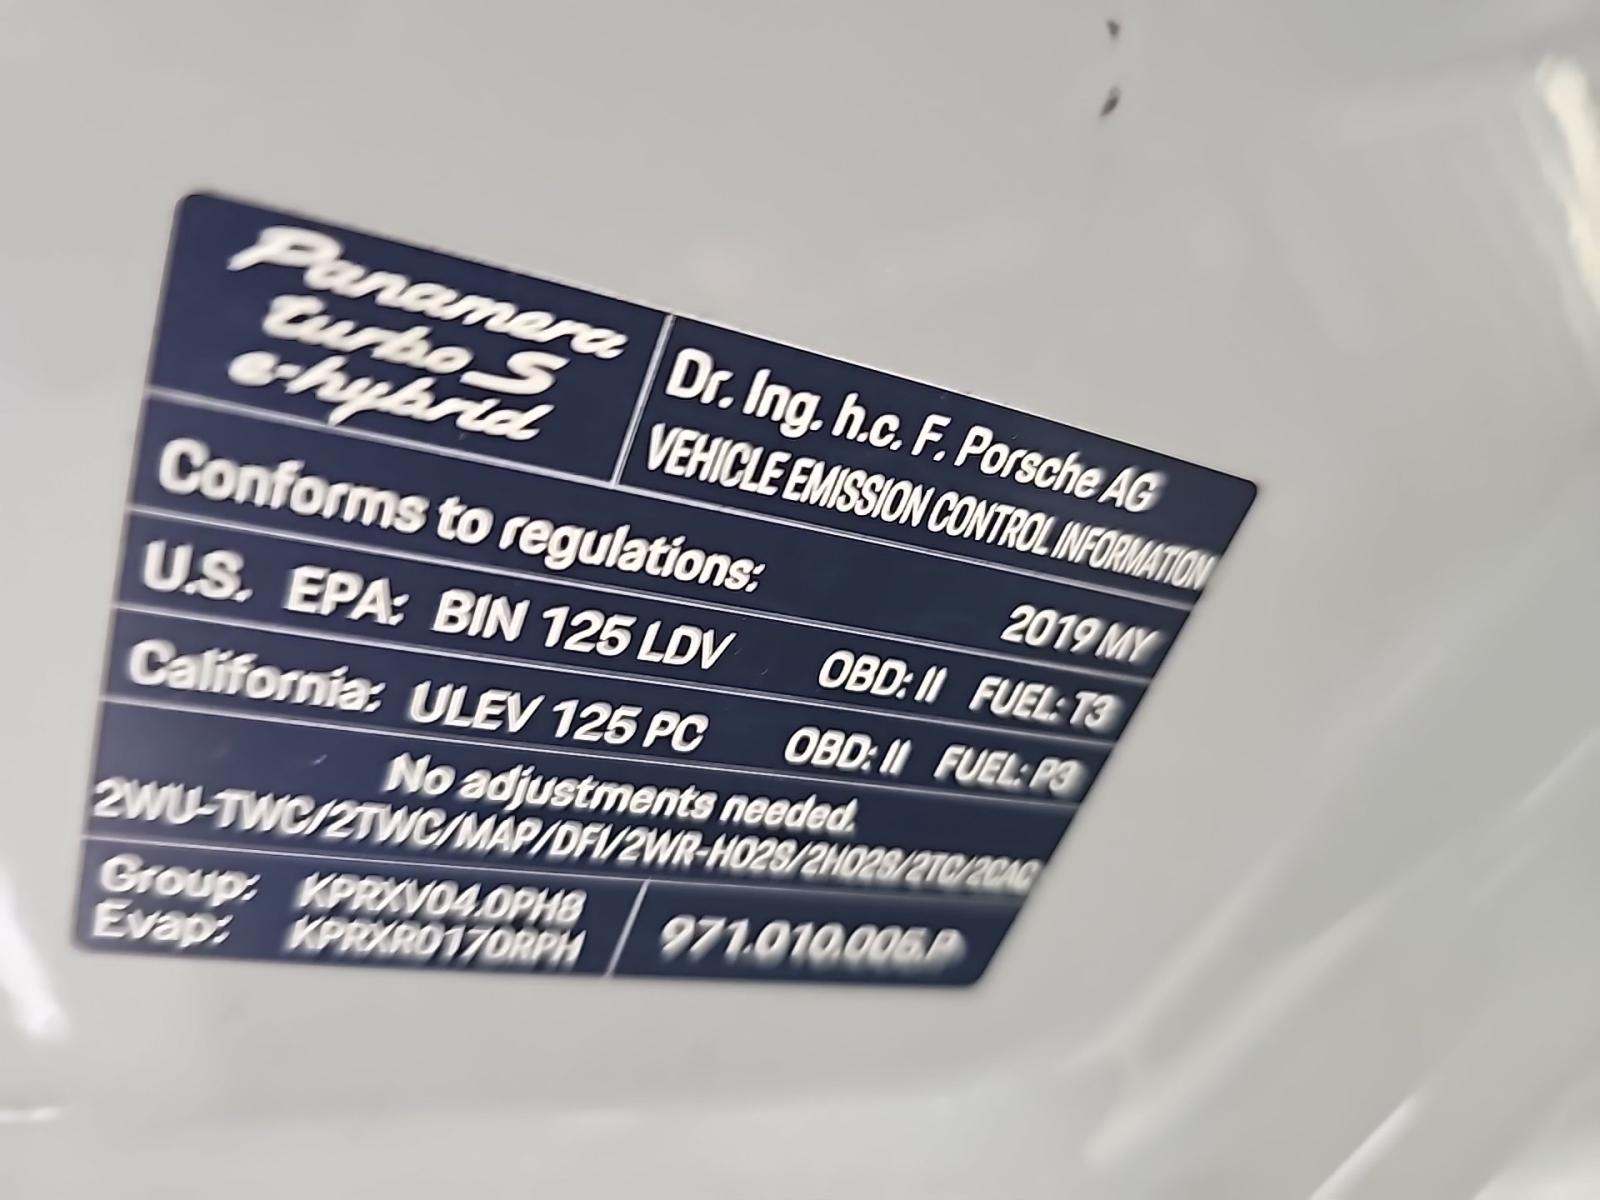 Panamera
turbo S
e-hybrid
Dr. Ing. h.c. F. Porsche AG
VEHICLE EMISSION CONTROL INFORMATION
Conforms to regulations: 2019 MY
U.S. EPA: BIN 125 LDV OBD: II FUEL: T3
California: ULEV 125 PC OBD: II FUEL: P3
No adjustments needed.
2WU-TWC/2TWC/MAP/DFI/2WR-HO2S/2HO2S/2TC/2CAC
Group: KPRXV04.0PH8
Evap: KPRXR0170RPH
971.010.005.P